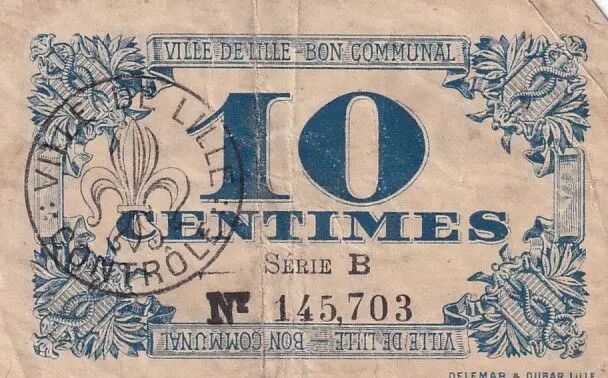 VILLE DE LILLE - BON COMMUNAL
10
CENTIMES
SÉRIE B
Nº 145,703
VILLE DE LILLE - BON COMMUNAL
VILLE DE LILLE
CONTRÔLE
DELEMAR & DUBAR LILLE